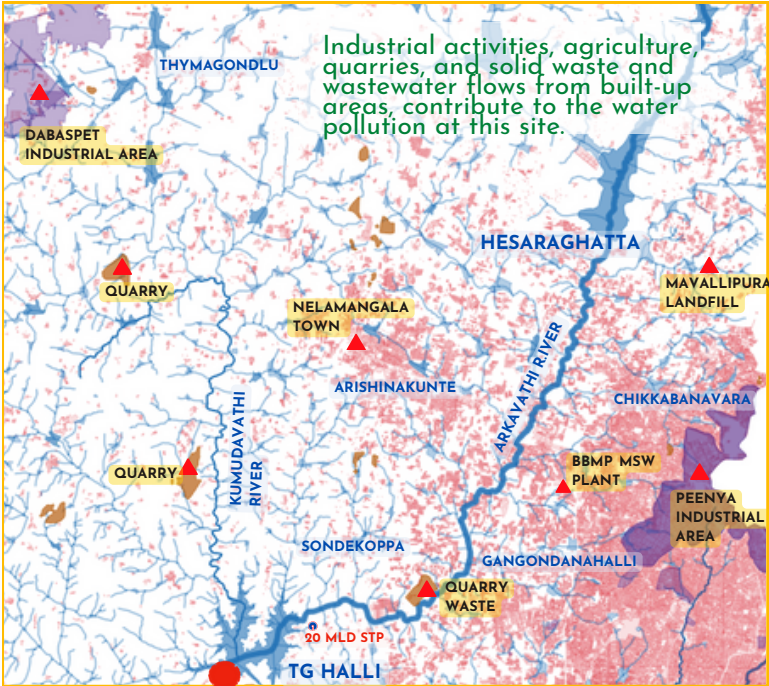 Industrial activities, agriculture,
quarries, and solid waste and
wastewater flows from built-up
areas, contribute to the water
pollution at this site.
THYMAGONDLU
DABASPET
INDUSTRIAL AREA
HESARAGHATTA
QUARRY
MAVALLIPURA
LANDFILL
NELAMANGALA
TOWN
ARISHINAKUNTE
ARKAVATHI RIVER
CHIKKABANAVARA
KUMUDAVATHI
RIVER
QUARRY
BBMP MSW
PLANT
PEENYA
INDUSTRIAL
AREA
SONDEKOPPA
GANGONDANAHALLI
QUARRY
WASTE
20 MLD STP
TG HALLI